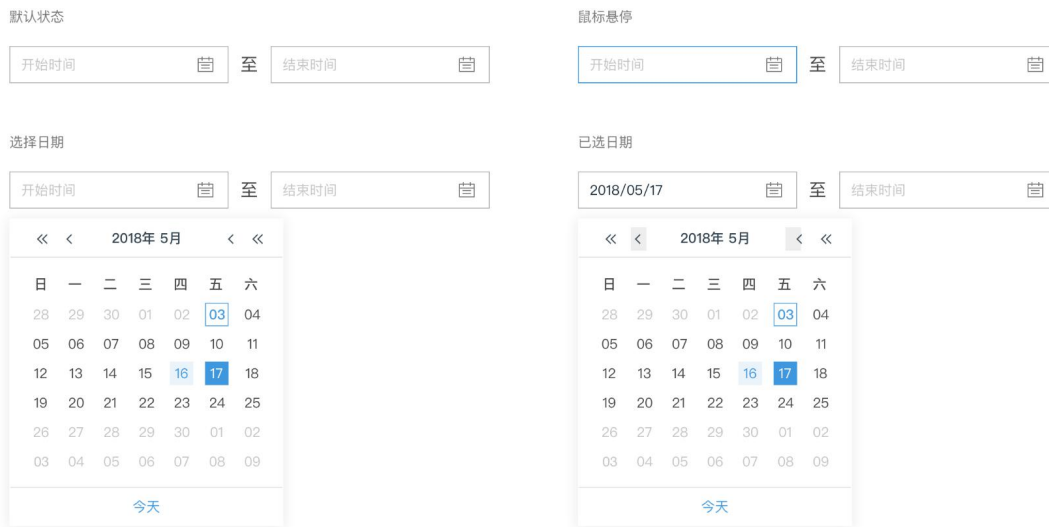 默认状态
鼠标悬停
开始时间 至 结束时间
开始时间 至 结束时间
选择日期
已选日期
开始时间 至 结束时间
2018/05/17 至 结束时间
« < 2018年 5月 < «
日 一 二 三 四 五 六
28 29 30 01 02 03 04
05 06 07 08 09 10 11
12 13 14 15 16 17 18
19 20 21 22 23 24 25
26 27 28 29 30 01 02
03 04 05 06 07 08 09
今天
« < 2018年 5月 < «
日 一 二 三 四 五 六
28 29 30 01 02 03 04
05 06 07 08 09 10 11
12 13 14 15 16 17 18
19 20 21 22 23 24 25
26 27 28 29 30 01 02
03 04 05 06 07 08 09
今天